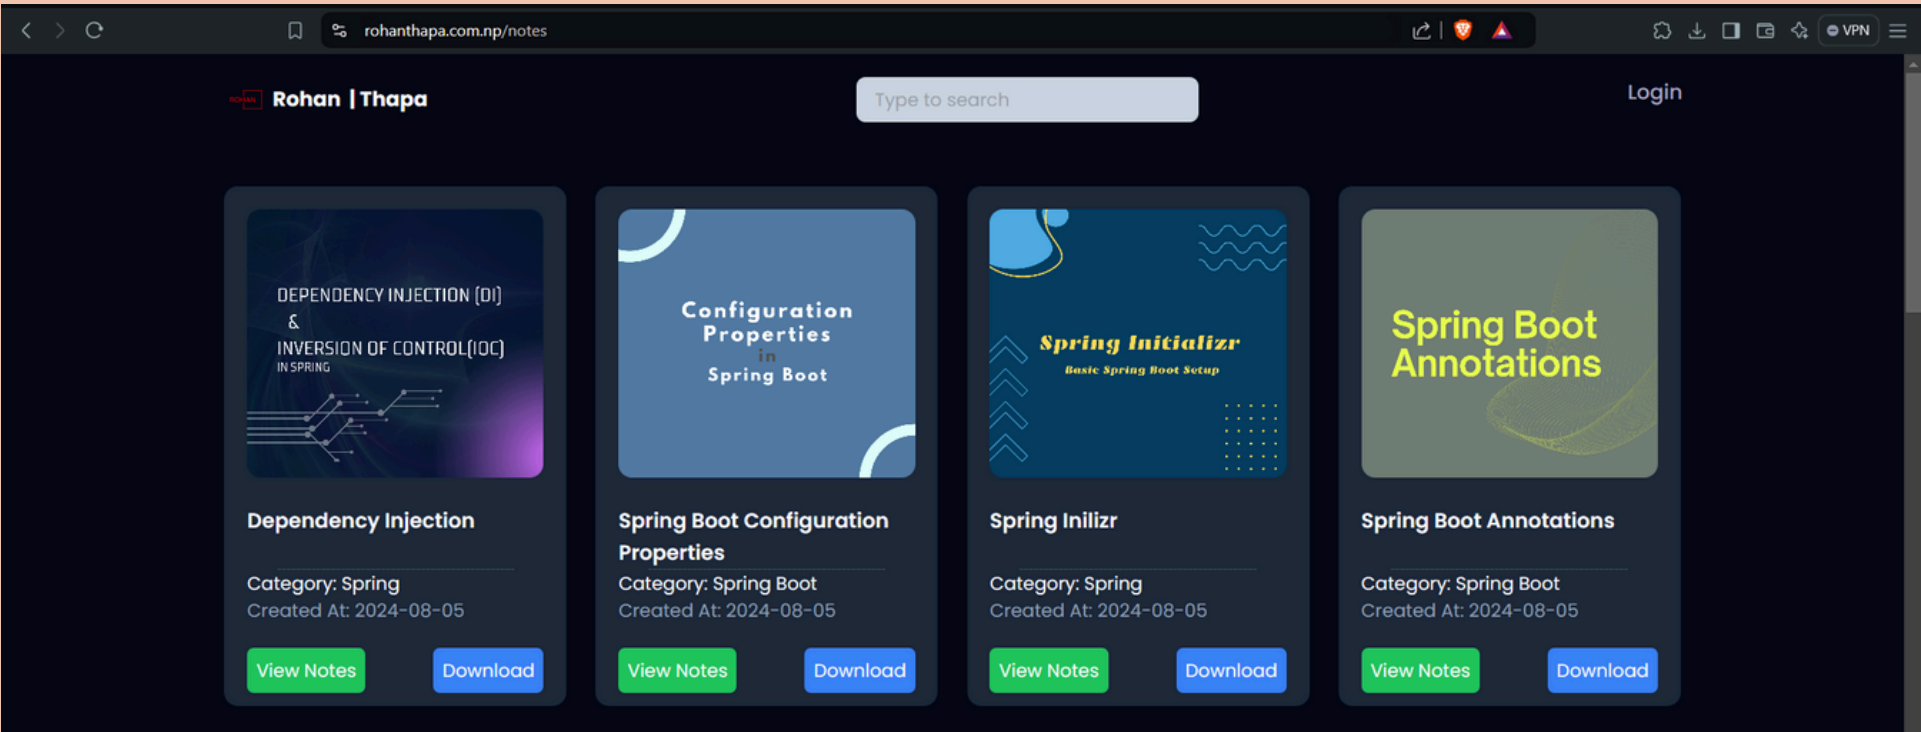 rohanthapa.com.np/notes
VPN
ROHAN
Rohan | Thapa
Type to search
Login
DEPENDENCY INJECTION (DI)
&
INVERSION OF CONTROL(IOC)
IN SPRING
Dependency Injection
Category: Spring
Created At: 2024-08-05
View Notes
Download
Configuration
Properties
in
Spring Boot
Spring Boot Configuration
Properties
Category: Spring Boot
Created At: 2024-08-05
View Notes
Download
Spring Initializr
Basic Spring Boot Setup
Spring Inilizr
Category: Spring
Created At: 2024-08-05
View Notes
Download
Spring Boot
Annotations
Spring Boot Annotations
Category: Spring Boot
Created At: 2024-08-05
View Notes
Download